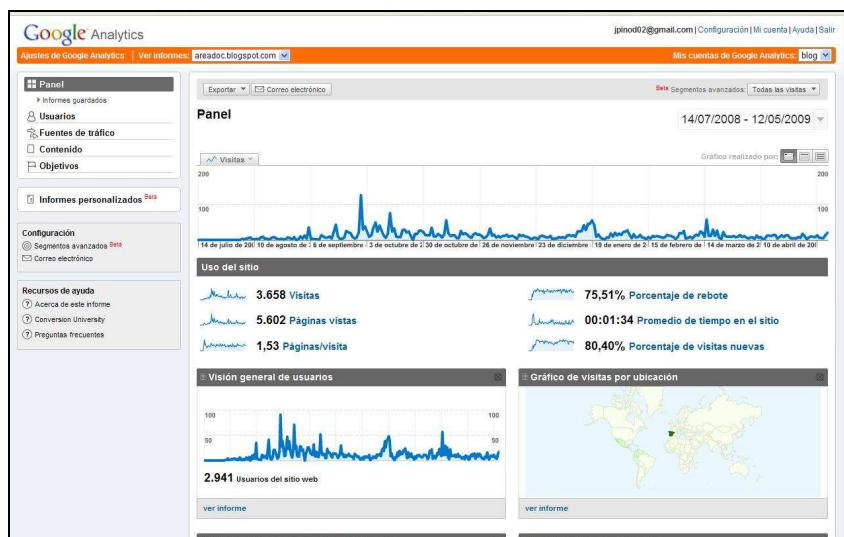 Google Analytics
jpinod02@gmail.com | Configuración | Mi cuenta | Ayuda | Salir
Ajustes de Google Analytics | Ver informes: areadoc.blogspot.com
Mis cuentas de Google Analytics: blog
Panel
Informes guardados
Usuarios
Fuentes de tráfico
Contenido
Objetivos
Informes personalizados Beta
Configuración
Segmentos avanzados Beta
Correo electrónico
Recursos de ayuda
Acerca de este informe
Conversion University
Preguntas frecuentes
Exportar Correo electrónico
Beta Segmentos avanzados: Todas las visitas
Panel
14/07/2008 - 12/05/2009
Visitas
Gráfico realizado por:
200 200
100 100
14 de julio de 200 10 de agosto de 6 de septiembre 3 de octubre de 2 30 de octubre de 26 de noviembre 23 de diciembre 19 de enero de 2 15 de febrero de 14 de marzo de 2 10 de abril de 200
Uso del sitio
3.658 Visitas
5.602 Páginas vistas
1,53 Páginas/visita
75,51% Porcentaje de rebote
00:01:34 Promedio de tiempo en el sitio
80,40% Porcentaje de visitas nuevas
Visión general de usuarios
100 100
50 50
2.941 Usuarios del sitio web
ver informe
Gráfico de visitas por ubicación
ver informe